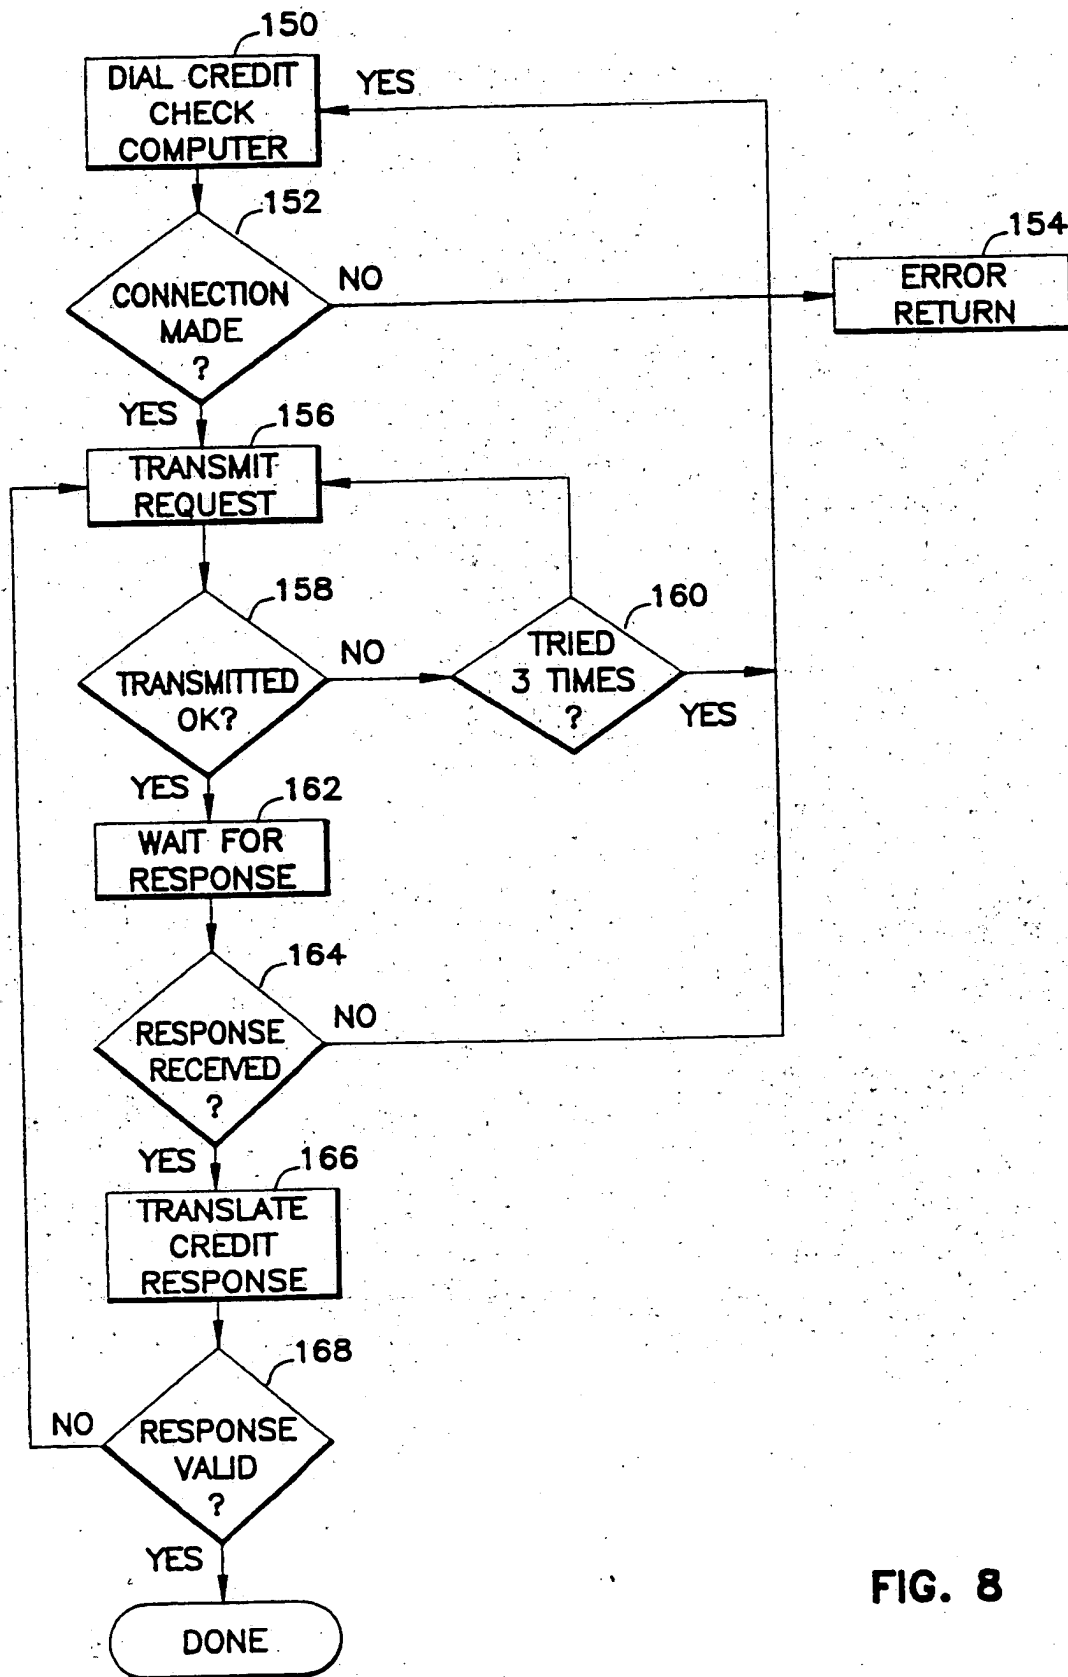 150
DIAL CREDIT
CHECK
COMPUTER
YES
152
CONNECTION
MADE
?
NO
154
ERROR
RETURN
YES
156
TRANSMIT
REQUEST
158
TRANSMITTED
OK?
NO
160
TRIED
3 TIMES
?
YES
YES
162
WAIT FOR
RESPONSE
164
RESPONSE
RECEIVED
?
NO
YES
166
TRANSLATE
CREDIT
RESPONSE
168
RESPONSE
VALID
?
NO
YES
DONE
FIG. 8